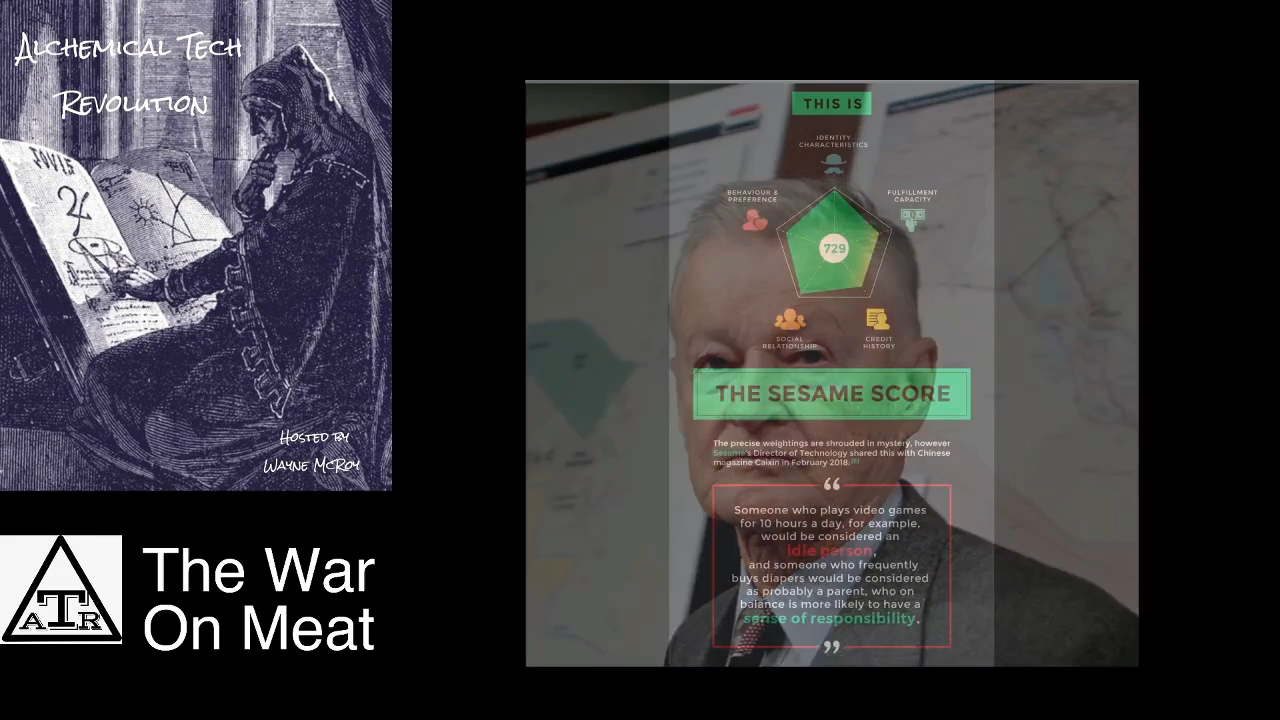 Alchemical Tech
Revolution
Hosted by
Wayne McRoy
ATR
The War
On Meat
THIS IS
IDENTITY
CHARACTERISTICS
BEHAVIOUR &
PREFERENCE
FULFILLMENT
CAPACITY
729
SOCIAL
RELATIONSHIP
CREDIT
HISTORY
THE SESAME SCORE
The precise weightings are shrouded in mystery, however
Sesame's Director of Technology shared this with Chinese
magazine Caixin in February 2018:[5]
“
Someone who plays video games
for 10 hours a day, for example,
would be considered an
idle person,
and someone who frequently
buys diapers would be considered
as probably a parent, who on
balance is more likely to have a
sense of responsibility.
”